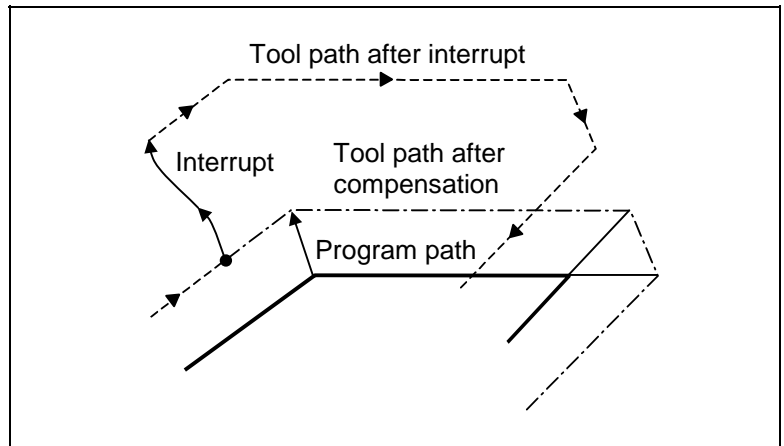 Tool path after interrupt
Interrupt
Tool path after
compensation
Program path